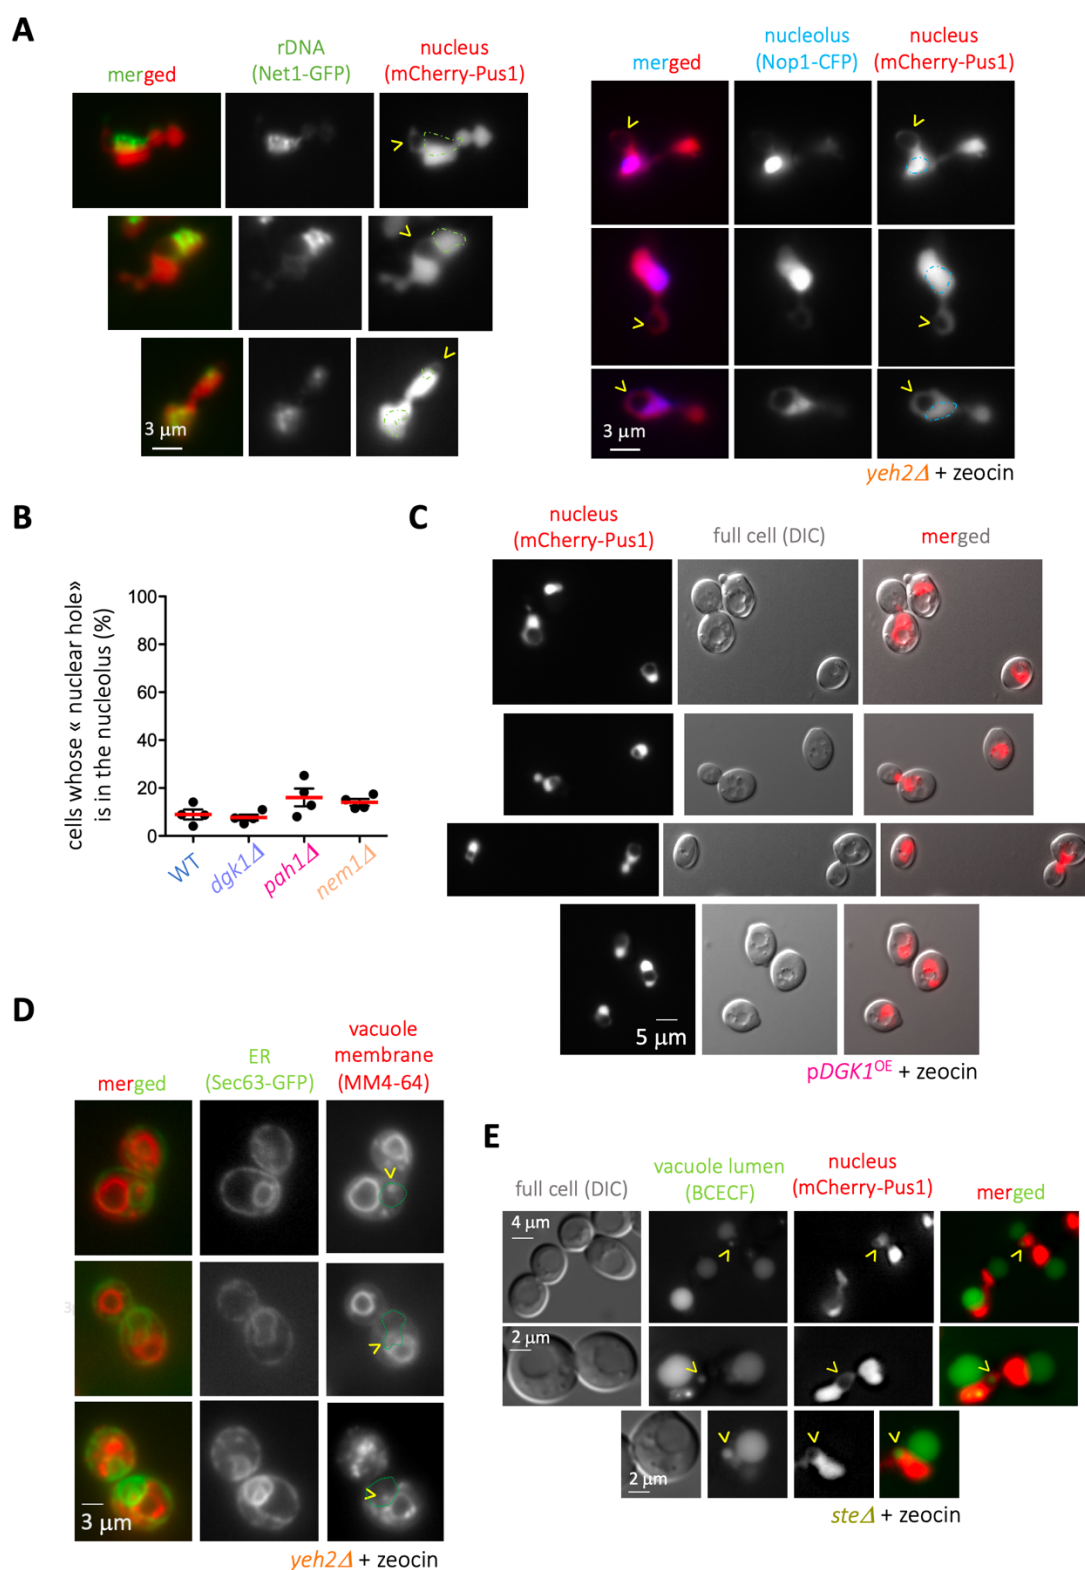 A
rDNA
nucleus
merged
(Net1-GFP)
(mCherry-Pus1)
3 μm
nucleolus
nucleus
merged
(Nop1-CFP)
(mCherry-Pus1)
3 μm
yeh2Δ + zeocin
B
cells whose « nuclear hole»
is in the nucleolus (%)
100
80
60
40
20
0
WT
dgk1Δ
pah1Δ
nem1Δ
C
nucleus
(mCherry-Pus1)
full cell (DIC)
merged
5 μm
pDGK1OE + zeocin
D
vacuole
ER
membrane
merged
(Sec63-GFP)
(MM4-64)
3 μm
yeh2Δ + zeocin
E
vacuole lumen
nucleus
full cell (DIC)
(BCECF)
(mCherry-Pus1)
merged
4 μm
2 μm
2 μm
steΔ + zeocin